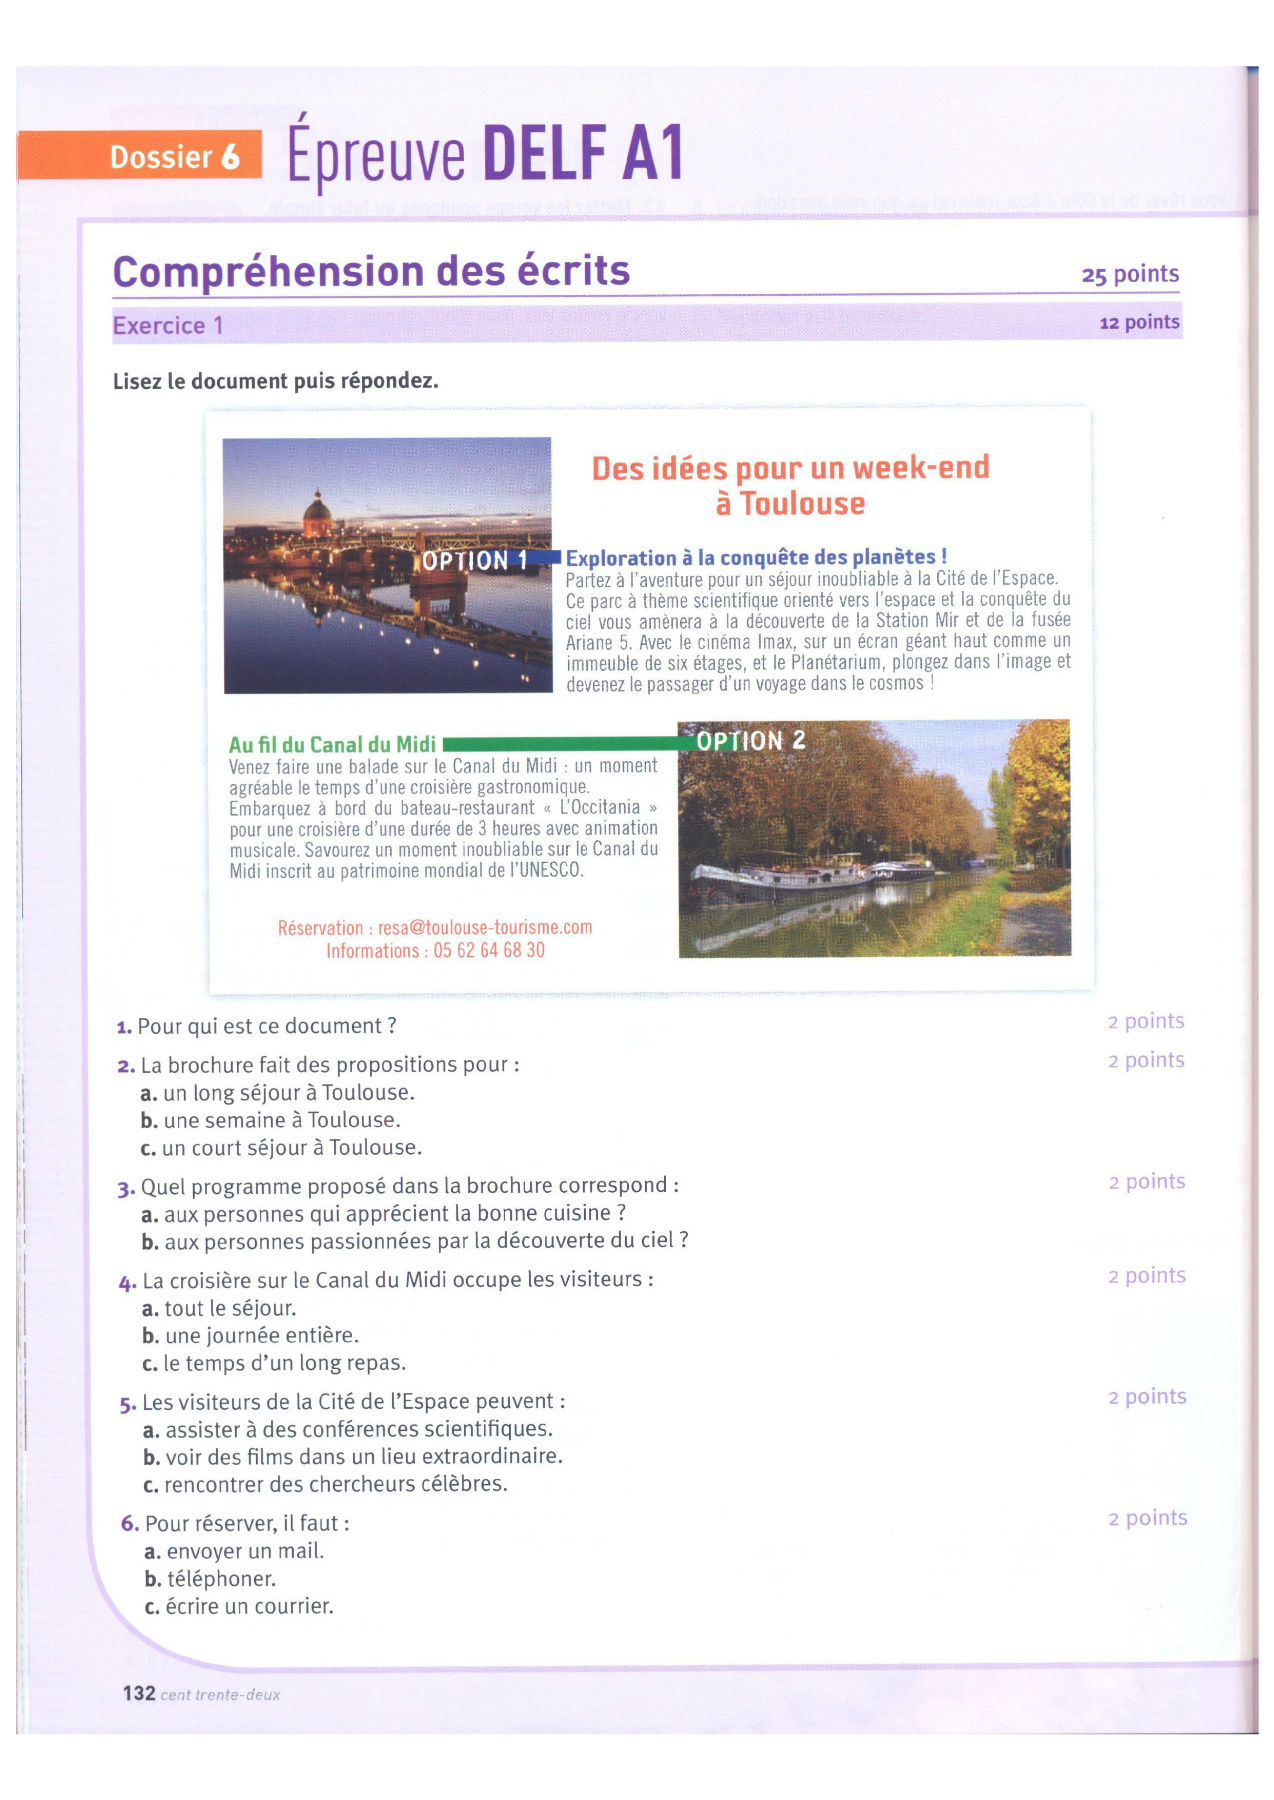 Dossier 6
Épreuve DELF A1
Compréhension des écrits
25 points
Exercice 1
12 points
Lisez le document puis répondez.
Des idées pour un week-end
à Toulouse
OPTION 1
Exploration à la conquête des planètes !
Partez à l'aventure pour un séjour inoubliable à la Cité de l'Espace.
Ce parc à thème scientifique orienté vers l'espace et la conquête du
ciel vous amènera à la découverte de la Station Mir et de la fusée
Ariane 5. Avec le cinéma Imax, sur un écran géant haut comme un
immeuble de six étages, et le Planétarium, plongez dans l'image et
devenez le passager d'un voyage dans le cosmos !
Au fil du Canal du Midi
OPTION 2
Venez faire une balade sur le Canal du Midi : un moment
agréable le temps d'une croisière gastronomique.
Embarquez à bord du bateau-restaurant « L'Occitania »
pour une croisière d'une durée de 3 heures avec animation
musicale. Savourez un moment inoubliable sur le Canal du
Midi inscrit au patrimoine mondial de l'UNESCO.
Réservation : resa@toulouse-tourisme.com
Informations : 05 62 64 68 30
1. Pour qui est ce document ?
2 points
2. La brochure fait des propositions pour :
2 points
a. un long séjour à Toulouse.
b. une semaine à Toulouse.
c. un court séjour à Toulouse.
3. Quel programme proposé dans la brochure correspond :
2 points
a. aux personnes qui apprécient la bonne cuisine ?
b. aux personnes passionnées par la découverte du ciel ?
4. La croisière sur le Canal du Midi occupe les visiteurs :
2 points
a. tout le séjour.
b. une journée entière.
c. le temps d'un long repas.
5. Les visiteurs de la Cité de l'Espace peuvent :
2 points
a. assister à des conférences scientifiques.
b. voir des films dans un lieu extraordinaire.
c. rencontrer des chercheurs célèbres.
6. Pour réserver, il faut :
2 points
a. envoyer un mail.
b. téléphoner.
c. écrire un courrier.
132 cent trente-deux